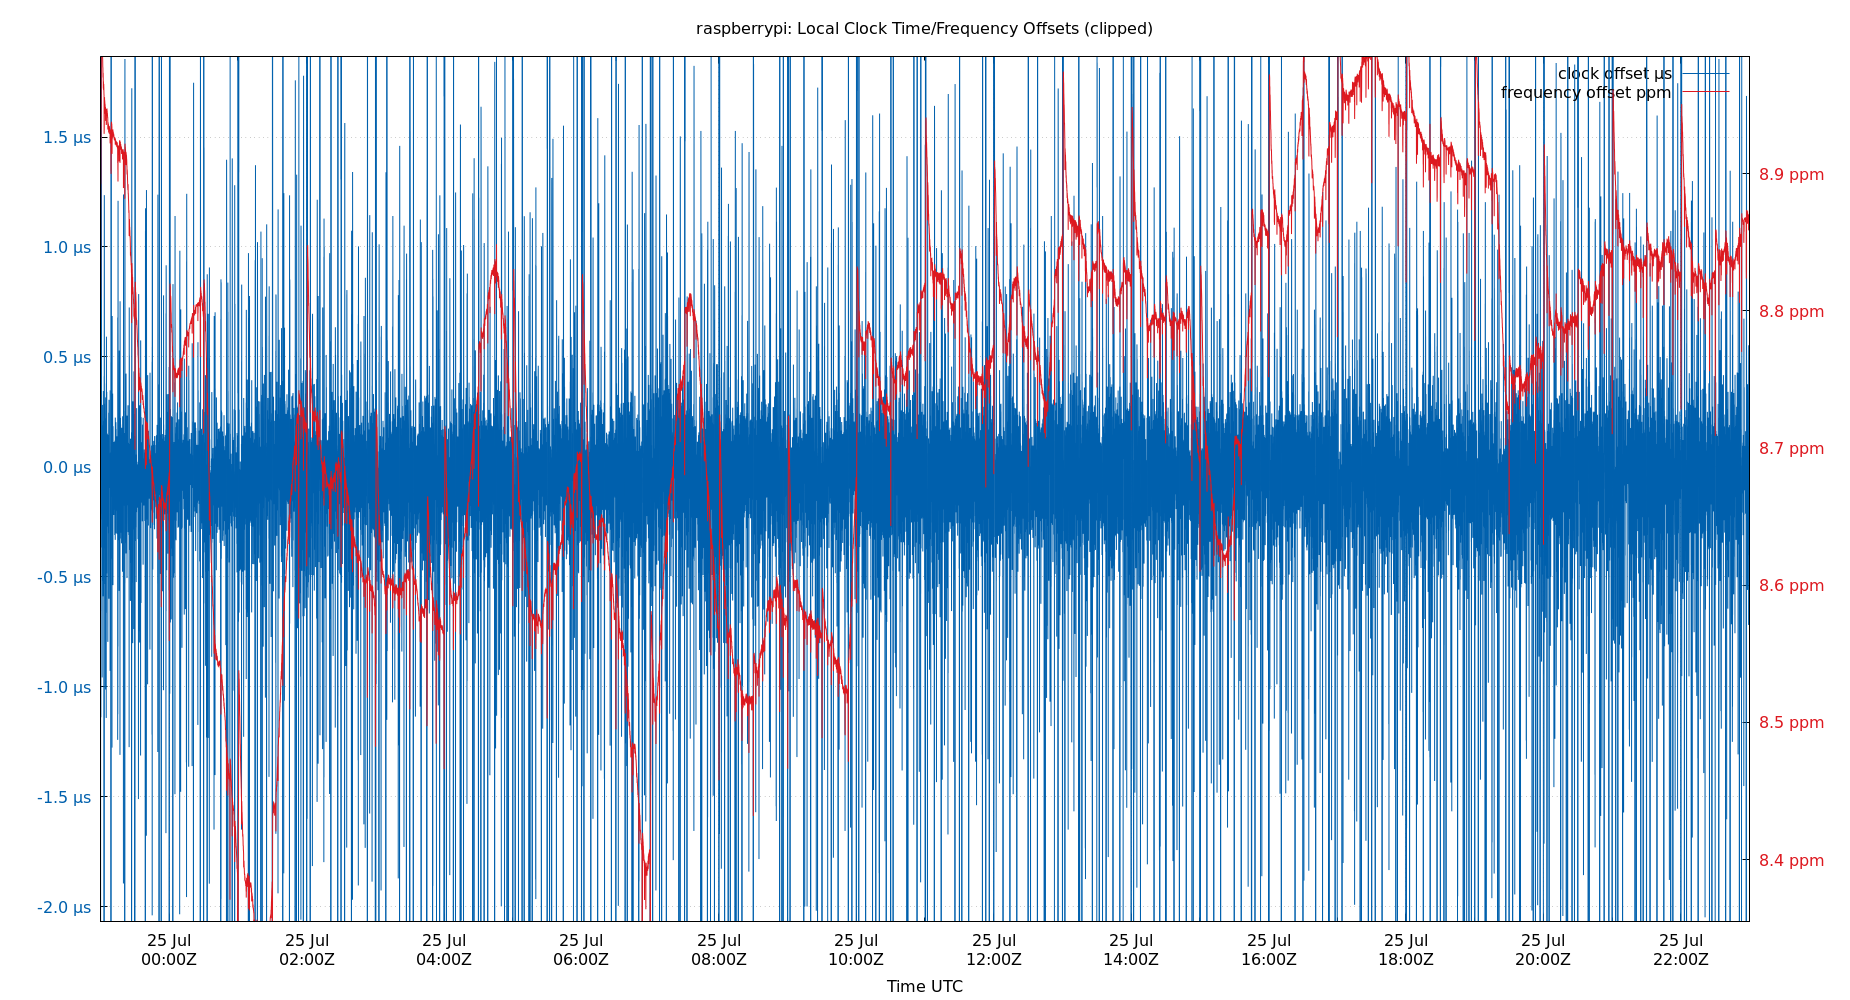 raspberrypi: Local Clock Time/Frequency Offsets (clipped)
clock offset µs
frequency offset ppm
1.5 µs
1.0 µs
0.5 µs
0.0 µs
-0.5 µs
-1.0 µs
-1.5 µs
-2.0 µs
8.9 ppm
8.8 ppm
8.7 ppm
8.6 ppm
8.5 ppm
8.4 ppm
25 Jul 25 Jul 25 Jul 25 Jul 25 Jul 25 Jul 25 Jul 25 Jul 25 Jul 25 Jul 25 Jul 25 Jul
00:00Z 02:00Z 04:00Z 06:00Z 08:00Z 10:00Z 12:00Z 14:00Z 16:00Z 18:00Z 20:00Z 22:00Z
Time UTC